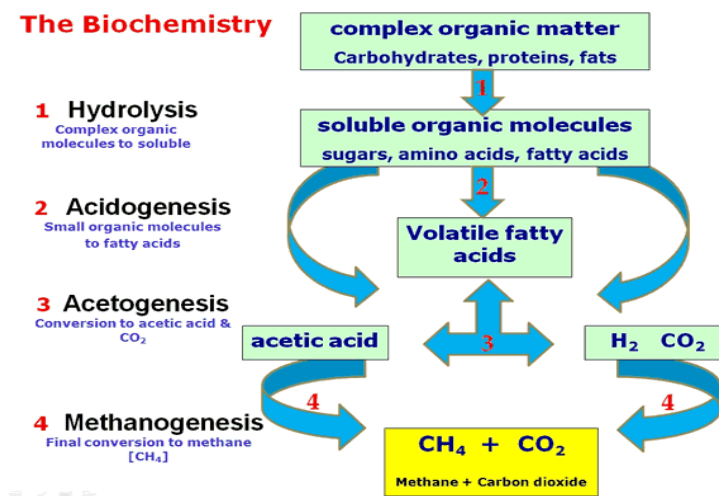 The Biochemistry
complex organic matter
Carbohydrates, proteins, fats
1
1 Hydrolysis
Complex organic
molecules to soluble
soluble organic molecules
sugars, amino acids, fatty acids
2
2 Acidogenesis
Small organic molecules
to fatty acids
Volatile fatty
acids
3 Acetogenesis
Conversion to acetic acid &
CO₂
acetic acid
3
H₂ CO₂
4 Methanogenesis
Final conversion to methane
[CH₄]
4
4
CH₄ + CO₂
Methane + Carbon dioxide